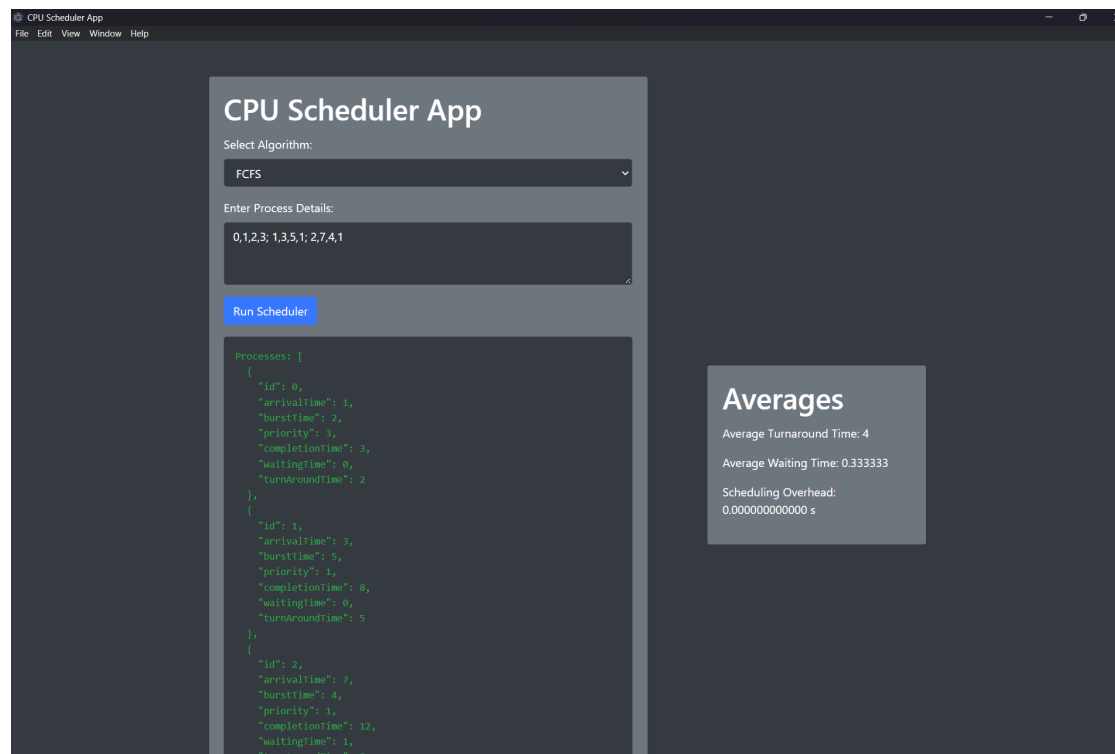 CPU Scheduler App
File Edit View Window Help
CPU Scheduler App
Select Algorithm:
FCFS
Enter Process Details:
0,1,2,3; 1,3,5,1; 2,7,4,1
Run Scheduler
Processes: [
{
"id": 0,
"arrivalTime": 1,
"burstTime": 2,
"priority": 3,
"completionTime": 3,
"waitingTime": 0,
"turnAroundTime": 2
},
{
"id": 1,
"arrivalTime": 3,
"burstTime": 5,
"priority": 1,
"completionTime": 8,
"waitingTime": 0,
"turnAroundTime": 5
},
{
"id": 2,
"arrivalTime": 7,
"burstTime": 4,
"priority": 1,
"completionTime": 12,
"waitingTime": 1,
Averages
Average Turnaround Time: 4
Average Waiting Time: 0.333333
Scheduling Overhead:
0.000000000000 s